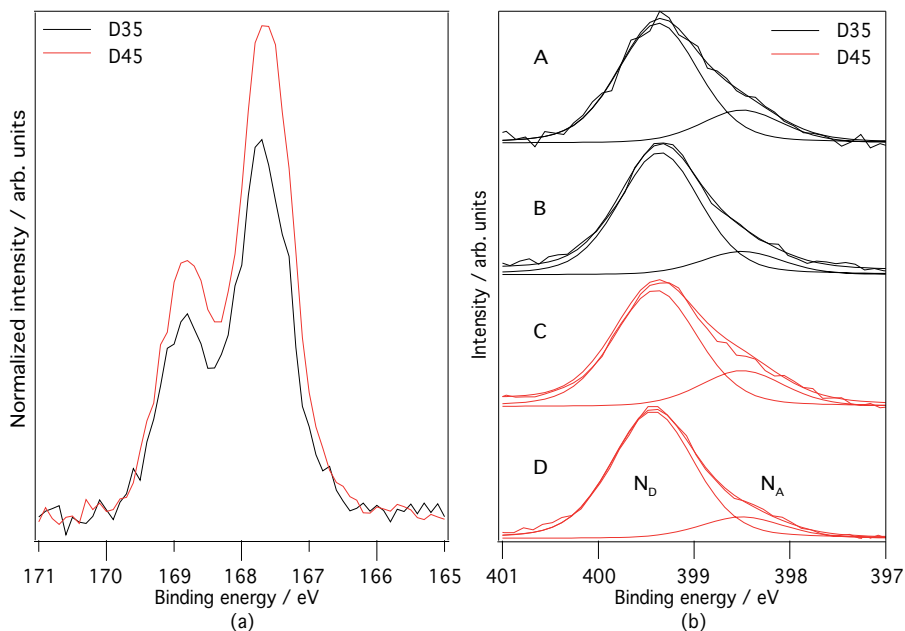 D35
D45
Normalized intensity / arb. units
171 170 169 168 167 166 165
Binding energy / eV
(a)
D35
D45
A
B
C
D
N_D N_A
Intensity / arb. units
401 400 399 398 397
Binding energy / eV
(b)